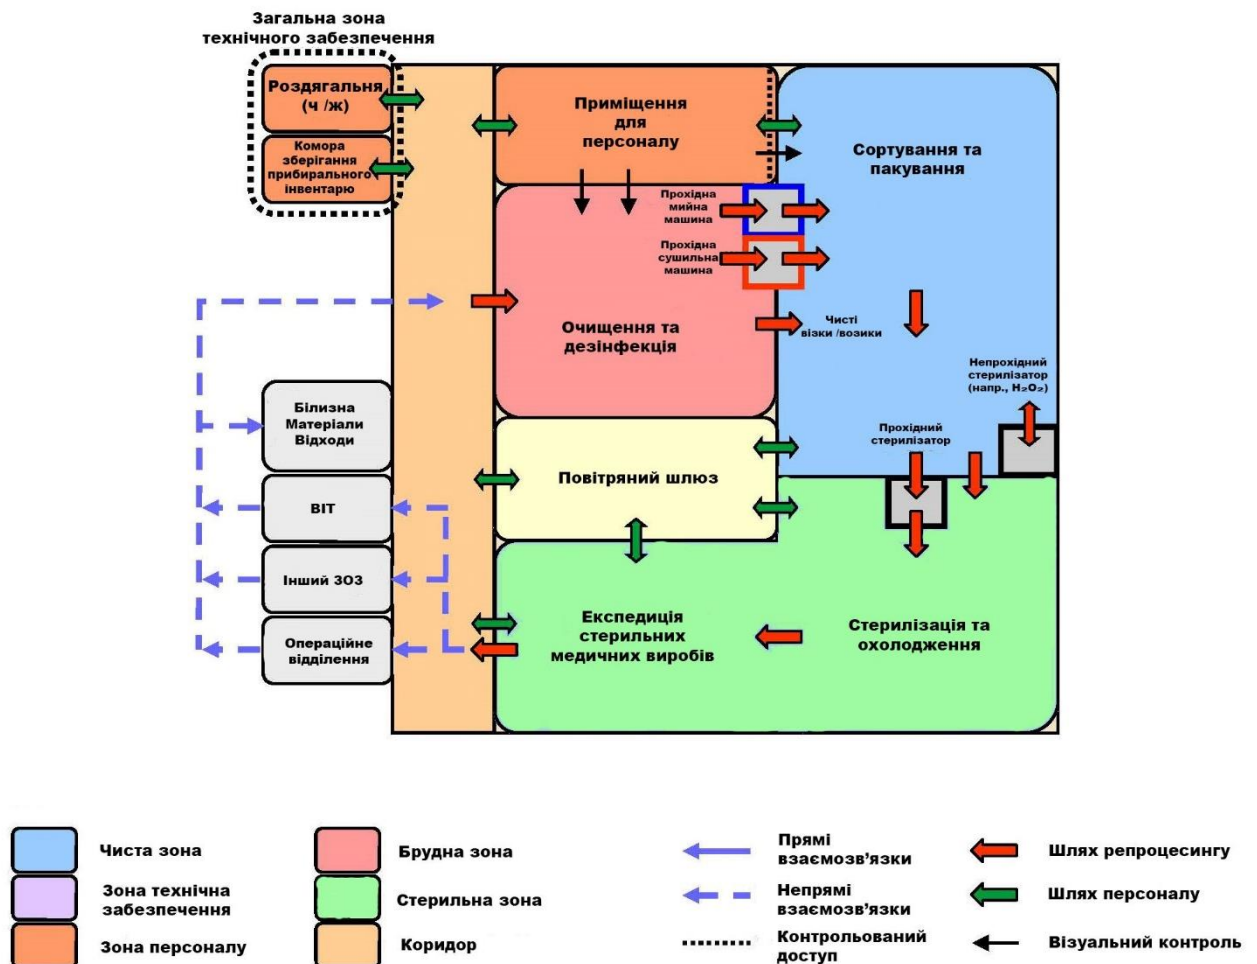 Загальна зона
технічного забезпечення
Роздягальня
(ч /ж)
Комора
зберігання
прибирального
інвентарю
Приміщення
для
персоналу
Сортування та
пакування
Прохідна
мийна
машина
Прохідна
сушильна
машина
Очищення та
дезінфекція
Чисті
візки /возики
Непрохідний
стерилізатор
(напр., H₂O₂)
Прохідний
стерилізатор
Білизна
Матеріали
Відходи
ВІТ
Інший ЗОЗ
Операційне
відділення
Повітряний шлюз
Експедиція
стерильних
медичних виробів
Стерилізація та
охолодження
Чиста зона
Зона технічна
забезпечення
Зона персоналу
Брудна зона
Стерильна зона
Коридор
Прямі
взаємозв’язки
Непрямі
взаємозв’язки
Контрольований
доступ
Шлях репроцесингу
Шлях персоналу
Візуальний контроль